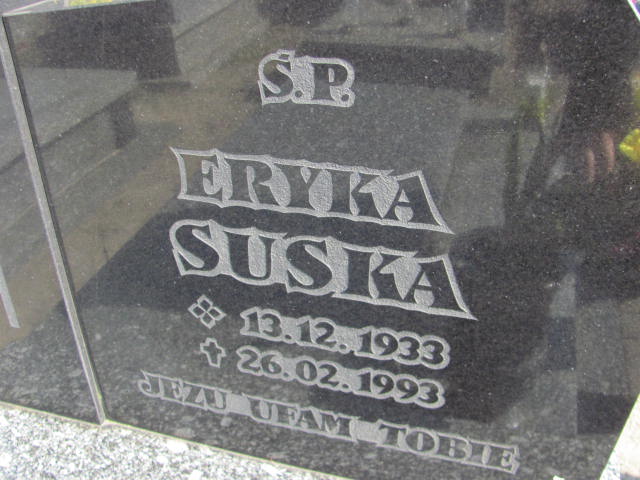 Ś.P.
ERYKA
SUSKA
13.12.1933
26.02.1993
JEZU UFAM TOBIE